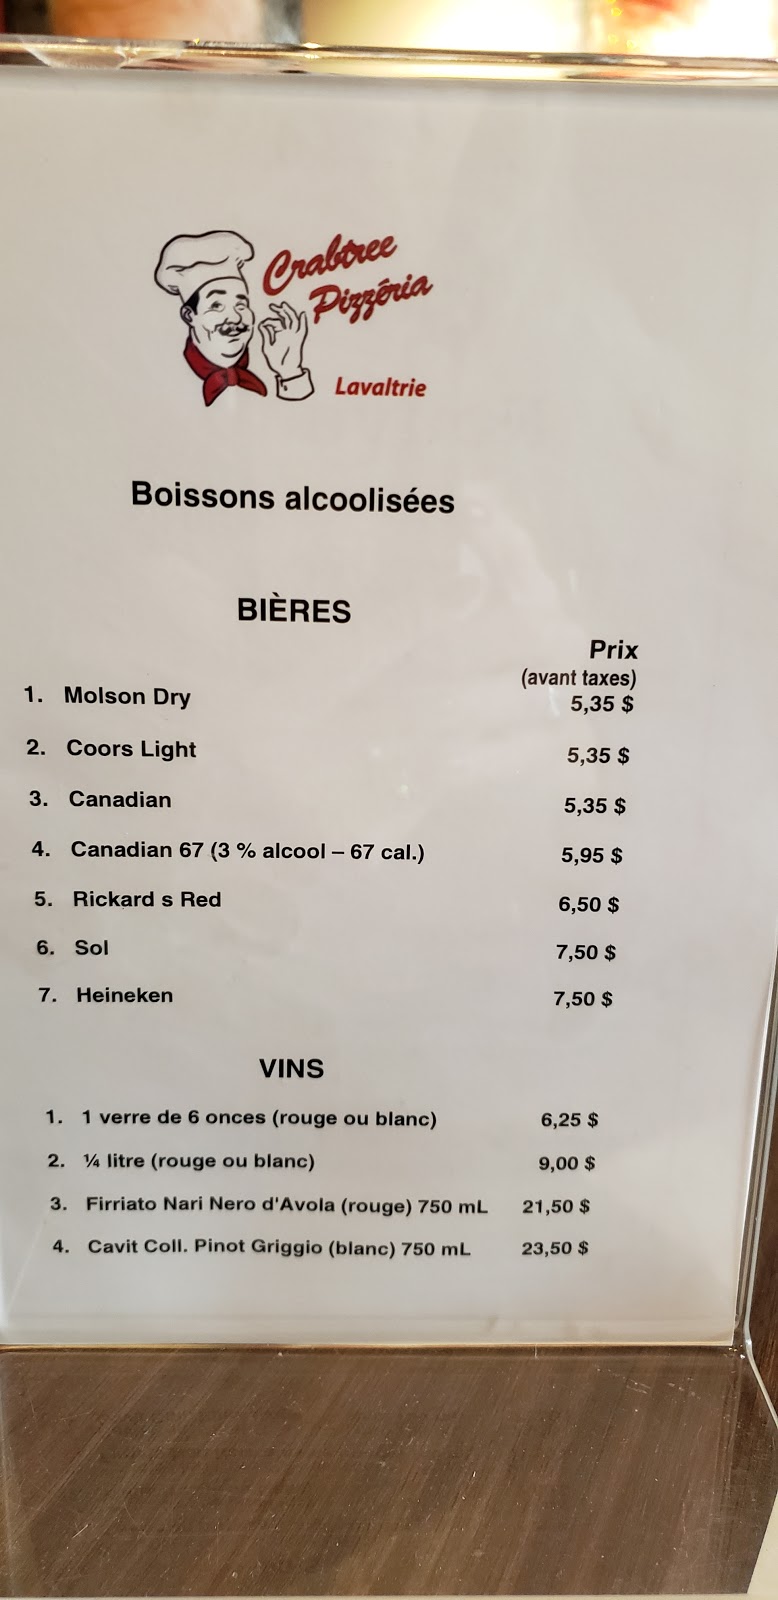 Crabtree
Pizzéria
Lavaltrie
Boissons alcoolisées
BIÈRES
Prix
(avant taxes)
1. Molson Dry 5,35 $
2. Coors Light 5,35 $
3. Canadian 5,35 $
4. Canadian 67 (3 % alcool – 67 cal.) 5,95 $
5. Rickard s Red 6,50 $
6. Sol 7,50 $
7. Heineken 7,50 $
VINS
1. 1 verre de 6 onces (rouge ou blanc) 6,25 $
2. ¼ litre (rouge ou blanc) 9,00 $
3. Firriato Nari Nero d'Avola (rouge) 750 mL 21,50 $
4. Cavit Coll. Pinot Griggio (blanc) 750 mL 23,50 $